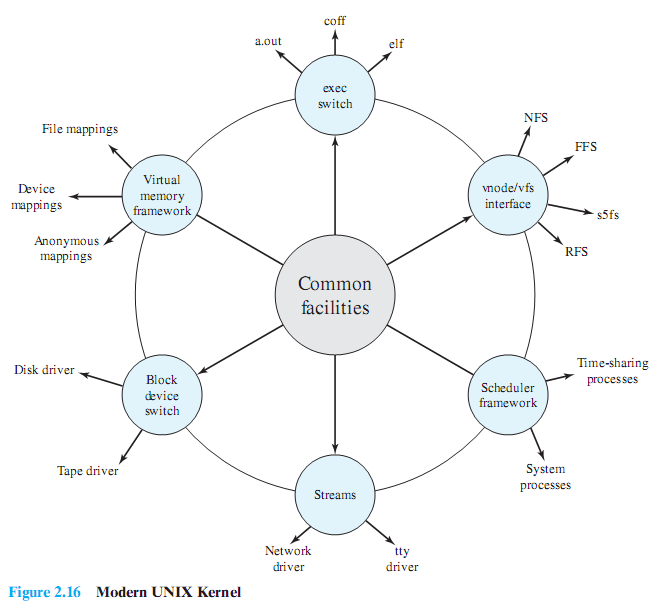 coff
a.out
elf
exec
switch
NFS
File mappings
FFS
Virtual
memory
framework
vnode/vfs
interface
Device
mappings
s5fs
Anonymous
mappings
RFS
Common
facilities
Disk driver
Block
device
switch
Time-sharing
processes
Scheduler
framework
Tape driver
System
processes
Streams
Network
driver
tty
driver
Figure 2.16 Modern UNIX Kernel